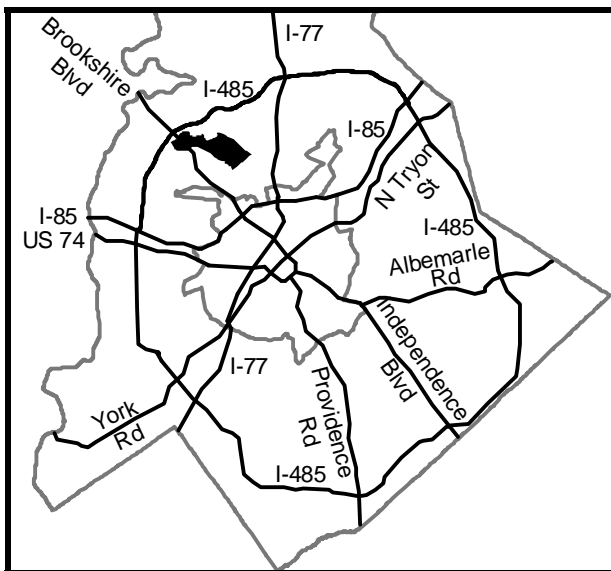 I-77
Brookshire
Blvd
I-485
I-85
N Tryon
St
I-85
US 74
I-485
Albemarle
Rd
Independence
Blvd
I-77
Providence
Rd
York
Rd
I-485